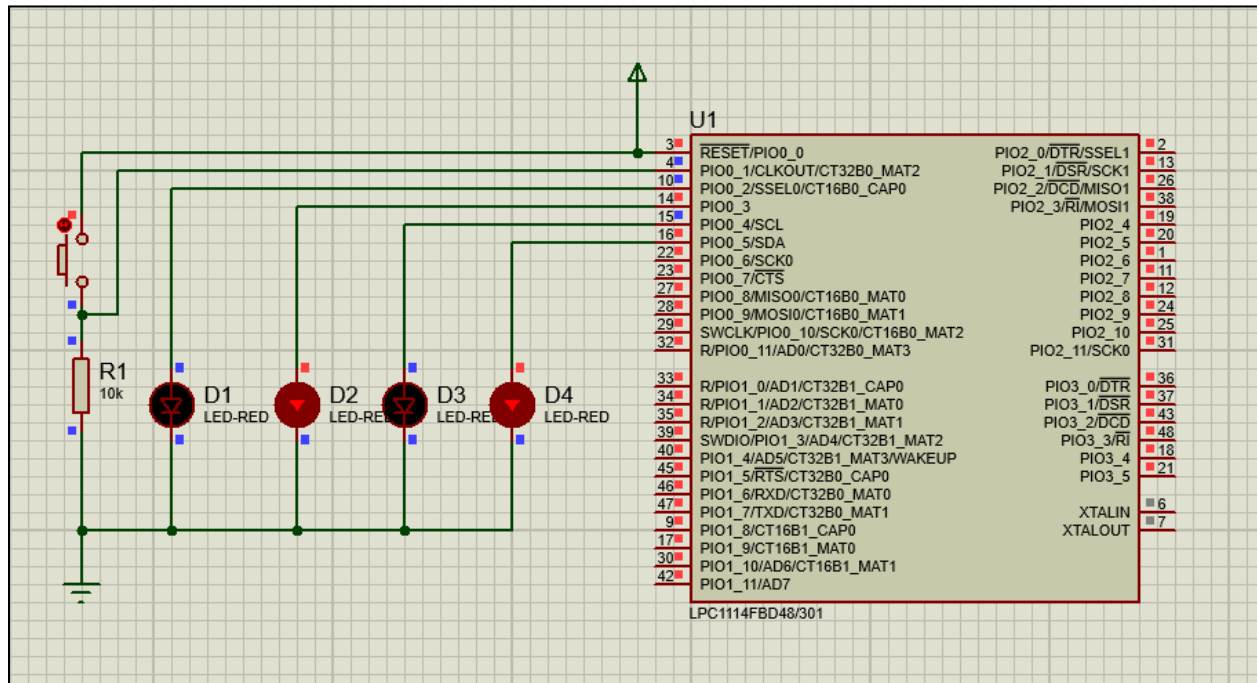 U1
3 RESET/PIO0_0
4 PIO0_1/CLKOUT/CT32B0_MAT2
10 PIO0_2/SSEL0/CT16B0_CAP0
14 PIO0_3
15 PIO0_4/SCL
16 PIO0_5/SDA
22 PIO0_6/SCK0
23 PIO0_7/CTS
27 PIO0_8/MISO0/CT16B0_MAT0
28 PIO0_9/MOSI0/CT16B0_MAT1
29 SWCLK/PIO0_10/SCK0/CT16B0_MAT2
32 R/PIO0_11/AD0/CT32B0_MAT3
33 R/PIO1_0/AD1/CT32B1_CAP0
34 R/PIO1_1/AD2/CT32B1_MAT0
35 R/PIO1_2/AD3/CT32B1_MAT1
39 SWDIO/PIO1_3/AD4/CT32B1_MAT2
40 PIO1_4/AD5/CT32B1_MAT3/WAKEUP
45 PIO1_5/RTS/CT32B0_CAP0
46 PIO1_6/RXD/CT32B0_MAT0
47 PIO1_7/TXD/CT32B0_MAT1
9 PIO1_8/CT16B1_CAP0
17 PIO1_9/CT16B1_MAT0
30 PIO1_10/AD6/CT16B1_MAT1
42 PIO1_11/AD7
PIO2_0/DTR/SSEL1 2
PIO2_1/DSR/SCK1 13
PIO2_2/DCD/MISO1 26
PIO2_3/RI/MOSI1 38
PIO2_4 19
PIO2_5 20
PIO2_6 1
PIO2_7 11
PIO2_8 12
PIO2_9 24
PIO2_10 25
PIO2_11/SCK0 31
PIO3_0/DTR 36
PIO3_1/DSR 37
PIO3_2/DCD 43
PIO3_3/RI 48
PIO3_4 18
PIO3_5 21
XTALIN 6
XTALOUT 7
LPC1114FBD48/301
R1
10k
D1
LED-RED
D2
LED-RED
D3
LED-RED
D4
LED-RED